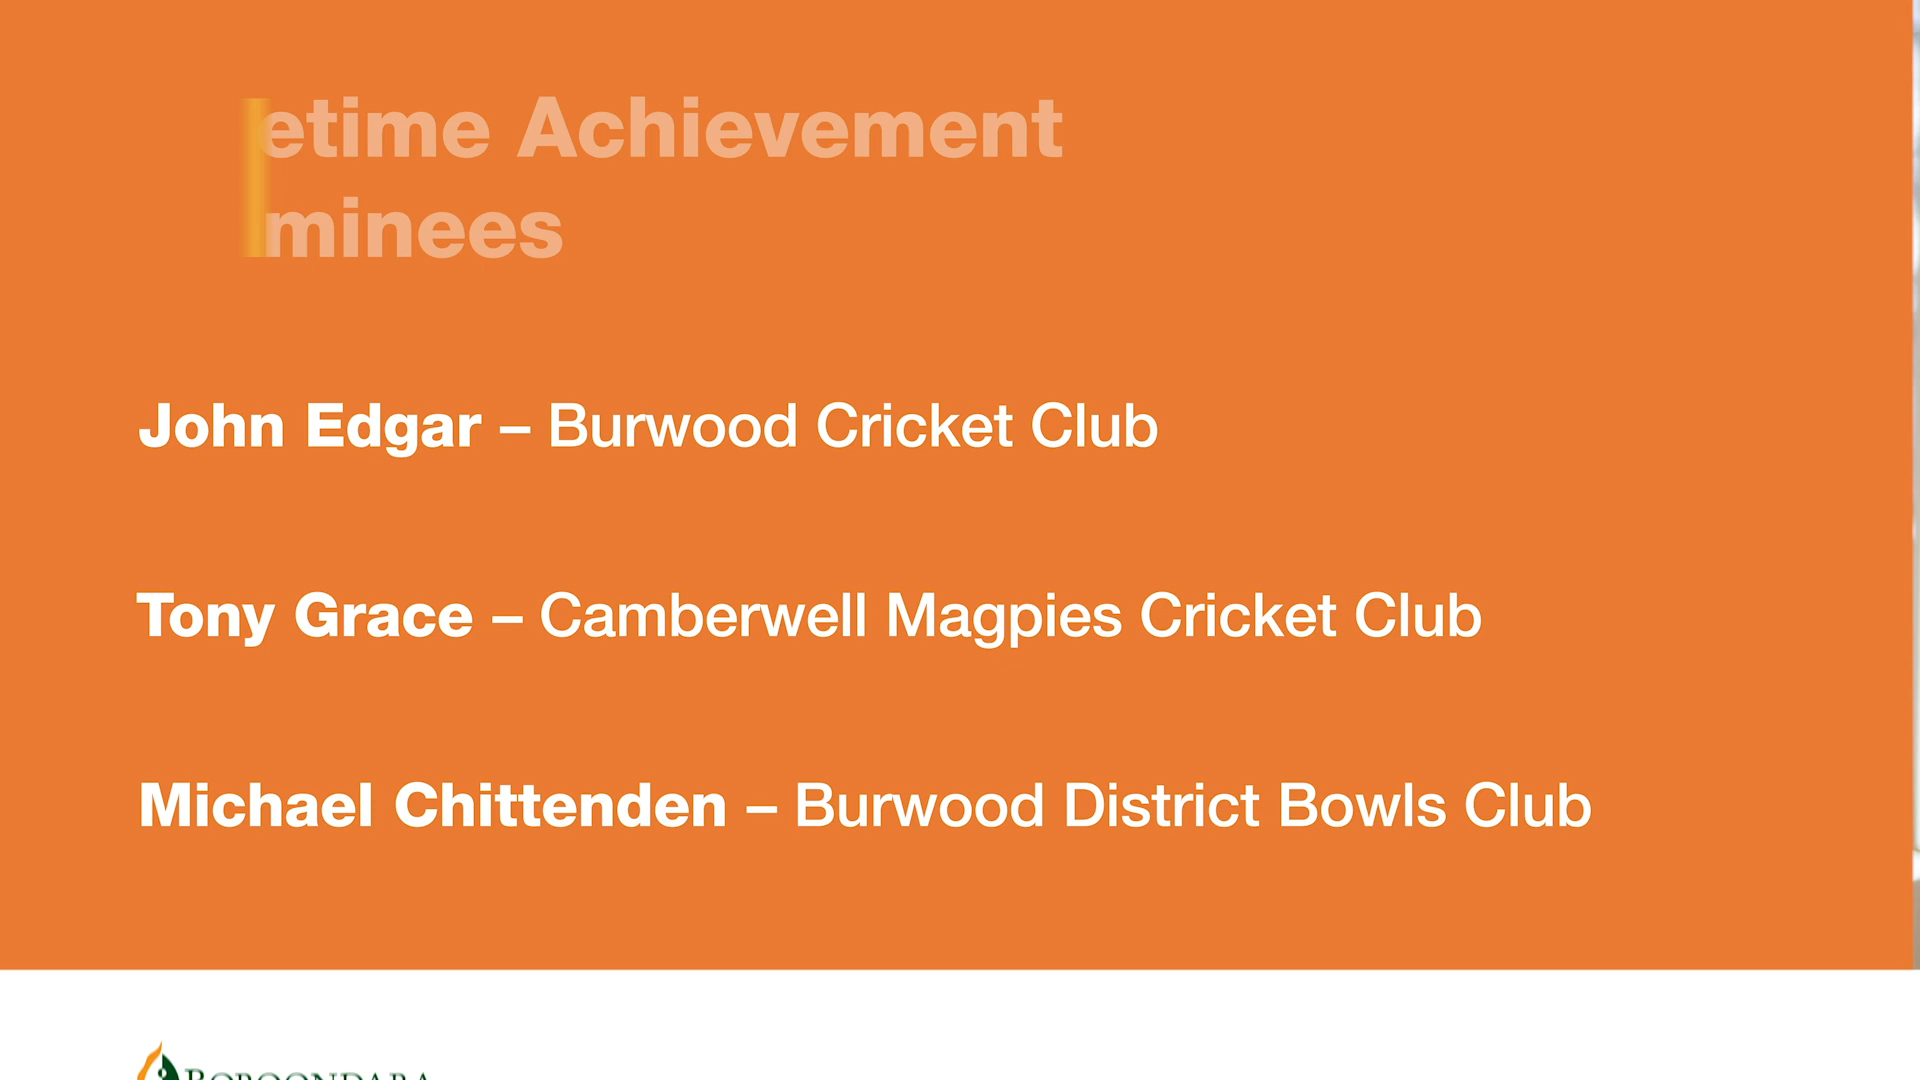 etime Achievement
minees
John Edgar – Burwood Cricket Club
Tony Grace – Camberwell Magpies Cricket Club
Michael Chittenden – Burwood District Bowls Club
BOROONDARA